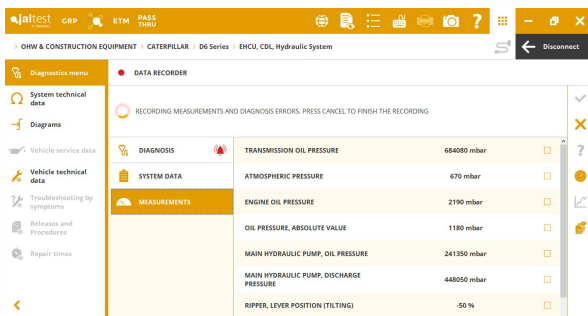 jaltest GRP ETM PASS THRU
> OHW & CONSTRUCTION EQUIPMENT > CATERPILLAR > D6 Series > EHCU, CDL, Hydraulic System
Disconnect
Diagnostics menu
DATA RECORDER
System technical data
RECORDING MEASUREMENTS AND DIAGNOSIS ERRORS. PRESS CANCEL TO FINISH THE RECORDING
Diagrams
Vehicle service data
Vehicle technical data
Troubleshooting by symptoms
Releases and Procedures
Repair times
DIAGNOSIS
SYSTEM DATA
MEASUREMENTS
TRANSMISSION OIL PRESSURE 684080 mbar
ATMOSPHERIC PRESSURE 670 mbar
ENGINE OIL PRESSURE 2190 mbar
OIL PRESSURE, ABSOLUTE VALUE 1180 mbar
MAIN HYDRAULIC PUMP, OIL PRESSURE 241350 mbar
MAIN HYDRAULIC PUMP, DISCHARGE PRESSURE 448050 mbar
RIPPER, LEVER POSITION (TILTING) -50 %